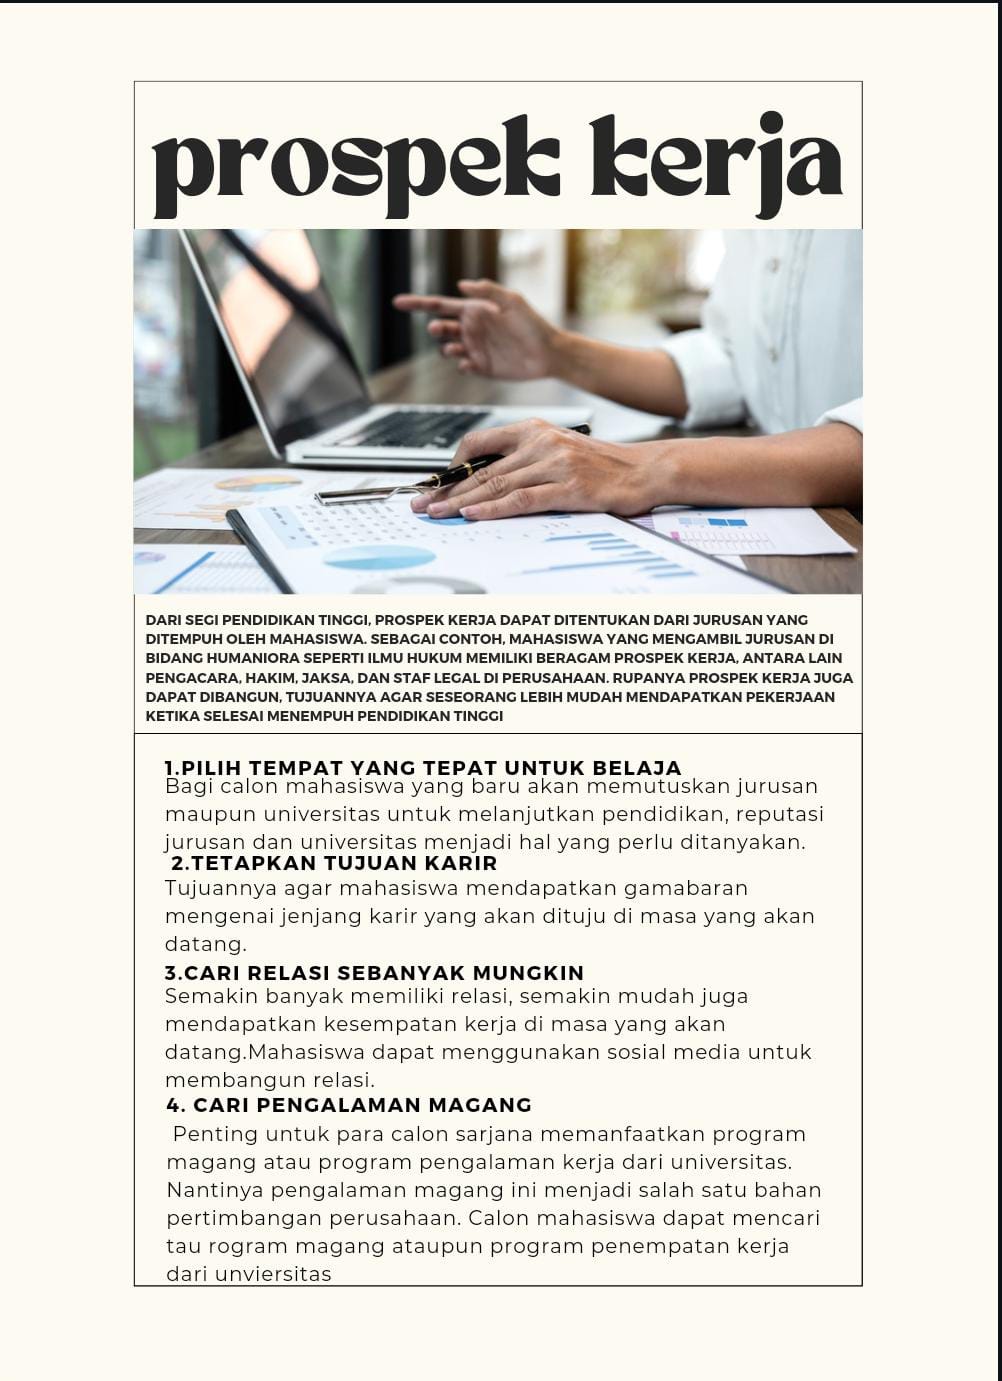 prospek kerja
DARI SEGI PENDIDIKAN TINGGI, PROSPEK KERJA DAPAT DITENTUKAN DARI JURUSAN YANG
DITEMPUH OLEH MAHASISWA. SEBAGAI CONTOH, MAHASISWA YANG MENGAMBIL JURUSAN DI
BIDANG HUMANIORA SEPERTI ILMU HUKUM MEMILIKI BERAGAM PROSPEK KERJA, ANTARA LAIN
PENGACARA, HAKIM, JAKSA, DAN STAF LEGAL DI PERUSAHAAN. RUPANYA PROSPEK KERJA JUGA
DAPAT DIBANGUN, TUJUANNYA AGAR SESEORANG LEBIH MUDAH MENDAPATKAN PEKERJAAN
KETIKA SELESAI MENEMPUH PENDIDIKAN TINGGI
1.PILIH TEMPAT YANG TEPAT UNTUK BELAJA
Bagi calon mahasiswa yang baru akan memutuskan jurusan
maupun universitas untuk melanjutkan pendidikan, reputasi
jurusan dan universitas menjadi hal yang perlu ditanyakan.
2.TETAPKAN TUJUAN KARIR
Tujuannya agar mahasiswa mendapatkan gamabaran
mengenai jenjang karir yang akan dituju di masa yang akan
datang.
3.CARI RELASI SEBANYAK MUNGKIN
Semakin banyak memiliki relasi, semakin mudah juga
mendapatkan kesempatan kerja di masa yang akan
datang.Mahasiswa dapat menggunakan sosial media untuk
membangun relasi.
4. CARI PENGALAMAN MAGANG
Penting untuk para calon sarjana memanfaatkan program
magang atau program pengalaman kerja dari universitas.
Nantinya pengalaman magang ini menjadi salah satu bahan
pertimbangan perusahaan. Calon mahasiswa dapat mencari
tau rogram magang ataupun program penempatan kerja
dari unviersitas